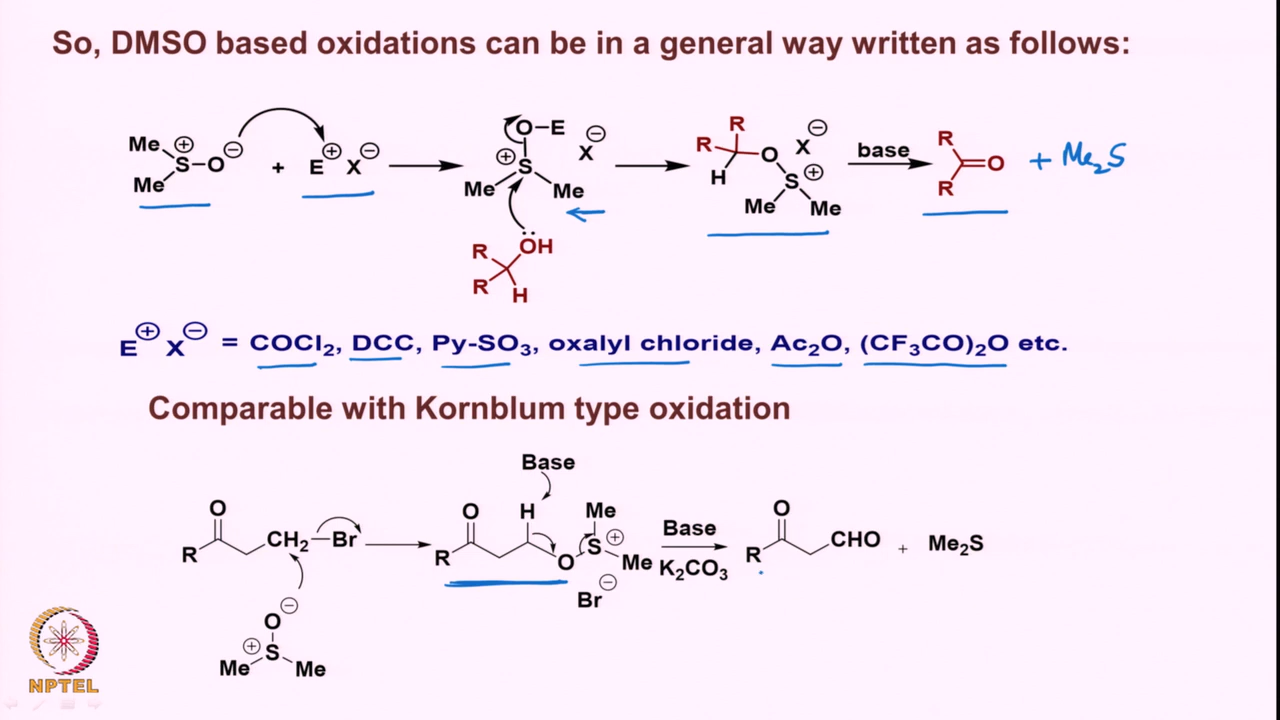 So, DMSO based oxidations can be in a general way written as follows:
Me
⊕
S-O
⊖
Me
+
E⊕ X⊖
O-E
⊕
S
Me
Me
X⊖
R
OH
R
H
R
R
O
X⊖
H
S⊕
Me
Me
base
R
O
R
+ Me₂S
E⊕ X⊖ = COCl₂, DCC, Py-SO₃, oxalyl chloride, Ac₂O, (CF₃CO)₂O etc.
Comparable with Kornblum type oxidation
O
R
CH₂-Br
O⊖
⊕S
Me
Me
Base
O
H
Me
R
O
S⊕
Me
Br⊖
Base
K₂CO₃
O
R
CHO
+ Me₂S
NPTEL